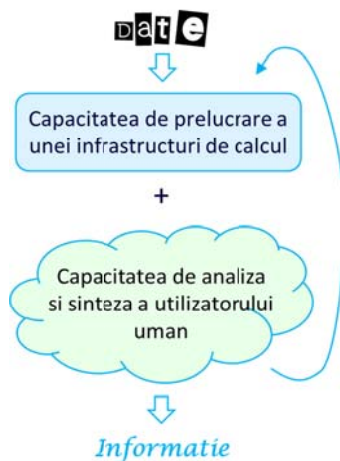 Date
Capacitatea de prelucrare a
unei infrastructuri de calcul
+
Capacitatea de analiza
si sinteza a utilizatorului
uman
Informatie